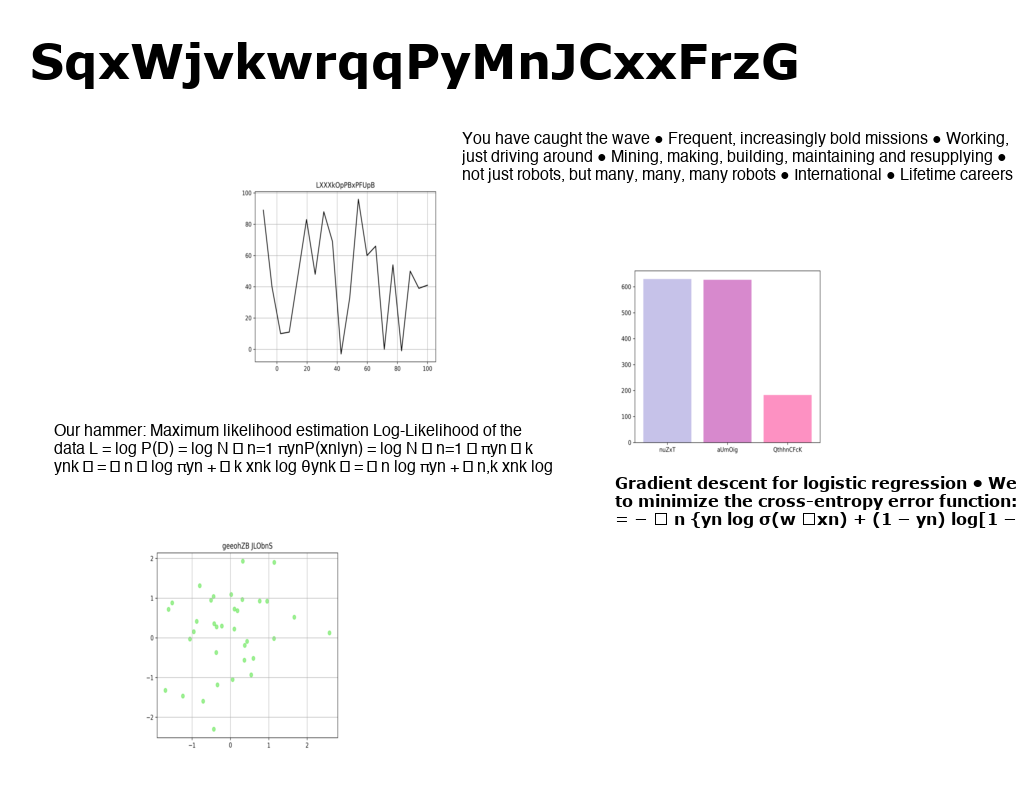 SqxWjvkwrqqPyMnJCxxFrzG
You have caught the wave ● Frequent, increasingly bold missions ● Working,
just driving around ● Mining, making, building, maintaining and resupplying ●
not just robots, but many, many, many robots ● International ● Lifetime careers
LXXXkOpPBxPFUpB
100
80
60
40
20
0
0 20 40 60 80 100
600
500
400
300
200
100
0
nuZxT aUmOig QthhnCFcK
Our hammer: Maximum likelihood estimation Log-Likelihood of the
data L = log P(D) = log N □ n=1 πynP(xn|yn) = log N □ n=1 □ πyn □ k
ynk □ = □ n □ log πyn + □ k xnk log θynk □ = □ n log πyn + □ n,k xnk log
Gradient descent for logistic regression ● We
to minimize the cross-entropy error function:
= − □ n {yn log σ(w □xn) + (1 − yn) log[1 −
geeohZB JLObnS
2
1
0
−1
−2
−1 0 1 2